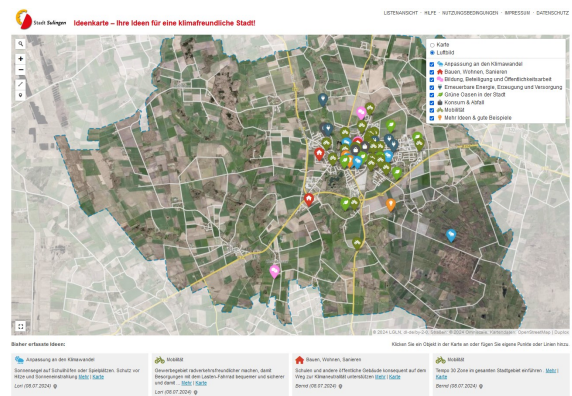 LISTENANSICHT · HILFE · NUTZUNGSBEDINGUNGEN · IMPRESSUM · DATENSCHUTZ
Stadt Sulingen
Ideenkarte – Ihre Ideen für eine klimafreundliche Stadt!
Karte
Luftbild
Anpassung an den Klimawandel
Bauen, Wohnen, Sanieren
Bildung, Beteiligung und Öffentlichkeitsarbeit
Erneuerbare Energie, Erzeugung und Versorgung
Grüne Oasen in der Stadt
Konsum & Abfall
Mobilität
Mehr Ideen & gute Beispiele
Bisher erfasste Ideen:
Klicken Sie ein Objekt in der Karte an oder fügen Sie eigene Punkte oder Linien hinzu.
Anpassung an den Klimawandel
Sonnensegel auf Schulhöfen oder Spielplätzen. Schutz vor
Hitze und Sonneneinstrahlung Mehr | Karte
Lori (08.07.2024)
Mobilität
Gewerbegebiet radverkehrsfreundlicher machen, damit
Besorgungen mit dem Lasten-Fahrrad bequemer und sicherer
und damit ... Mehr | Karte
Lori (08.07.2024)
Bauen, Wohnen, Sanieren
Schulen und andere öffentliche Gebäude konsequent auf dem
Weg zur Klimaneutralität unterstützen Mehr | Karte
Bernd (08.07.2024)
Mobilität
Tempo 30 Zone im gesamten Stadtgebiet einführen . Mehr |
Karte
Bernd (08.07.2024)